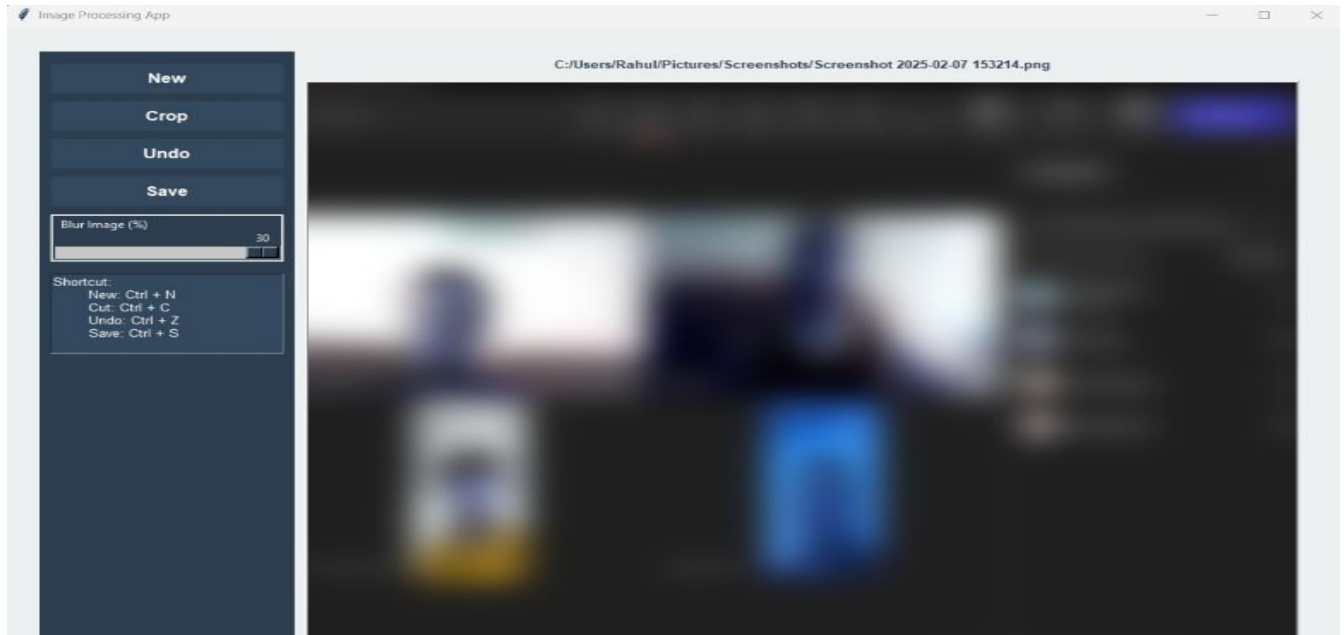 Image Processing App
C:/Users/Rahul/Pictures/Screenshots/Screenshot 2025-02-07 153214.png
New
Crop
Undo
Save
Blur Image (%)
30
Shortcut:
New: Ctrl + N
Cut: Ctrl + C
Undo: Ctrl + Z
Save: Ctrl + S